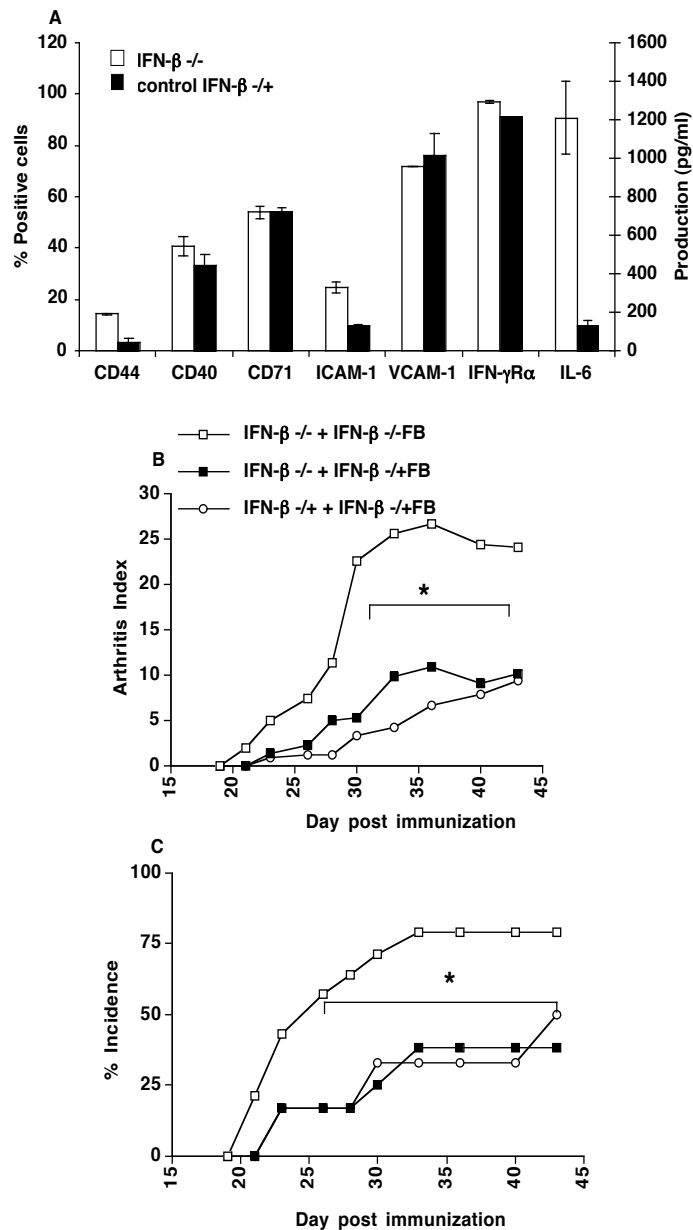 A
IFN-β -/-
control IFN-β -/+
% Positive cells
120
100
80
60
40
20
0
1600
1400
1200
1000
800
600
400
200
0
Production (pg/ml)
CD44 CD40 CD71 ICAM-1 VCAM-1 IFN-γRα IL-6
B
IFN-β -/- + IFN-β -/-FB
IFN-β -/- + IFN-β -/+FB
IFN-β -/+ + IFN-β -/+FB
Arthritis Index
30
25
20
15
10
5
0
*
15 20 25 30 35 40 45
Day post immunization
C
% Incidence
100
75
50
25
0
*
15 20 25 30 35 40 45
Day post immunization